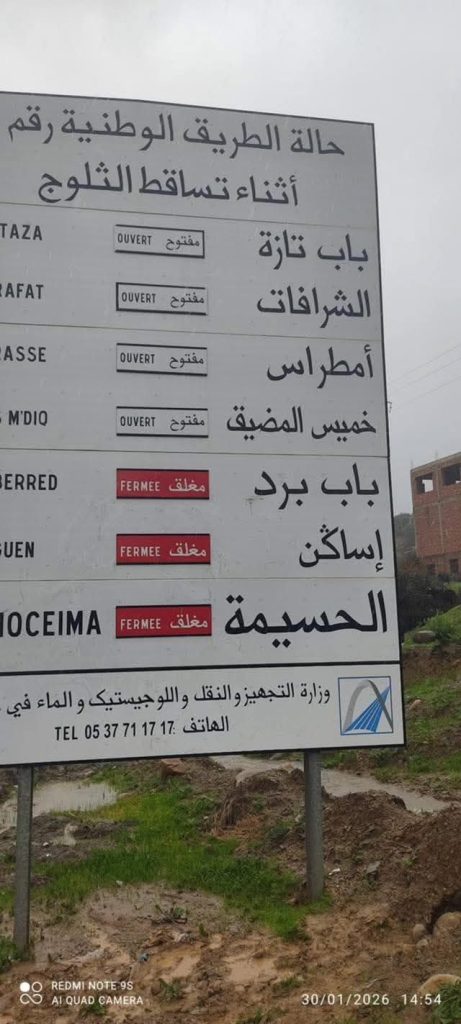 حالة الطريق الوطنية رقم
أثناء تساقط الثلوج
TAZA OUVERT مفتوح باب تازة
RAFAT OUVERT مفتوح الشرافات
RASSE OUVERT مفتوح أمطراس
M'DIQ OUVERT مفتوح خميس المضيق
BERRED FERMEE مغلق باب برد
GUEN FERMEE مغلق إساݣن
HOCEIMA FERMEE مغلق الحسيمة
وزارة التجهيز والنقل واللوجيستيك و الماء في
الهاتف: TEL 05 37 71 17 17
REDMI NOTE 9S
AI QUAD CAMERA
30/01/2026 14:54